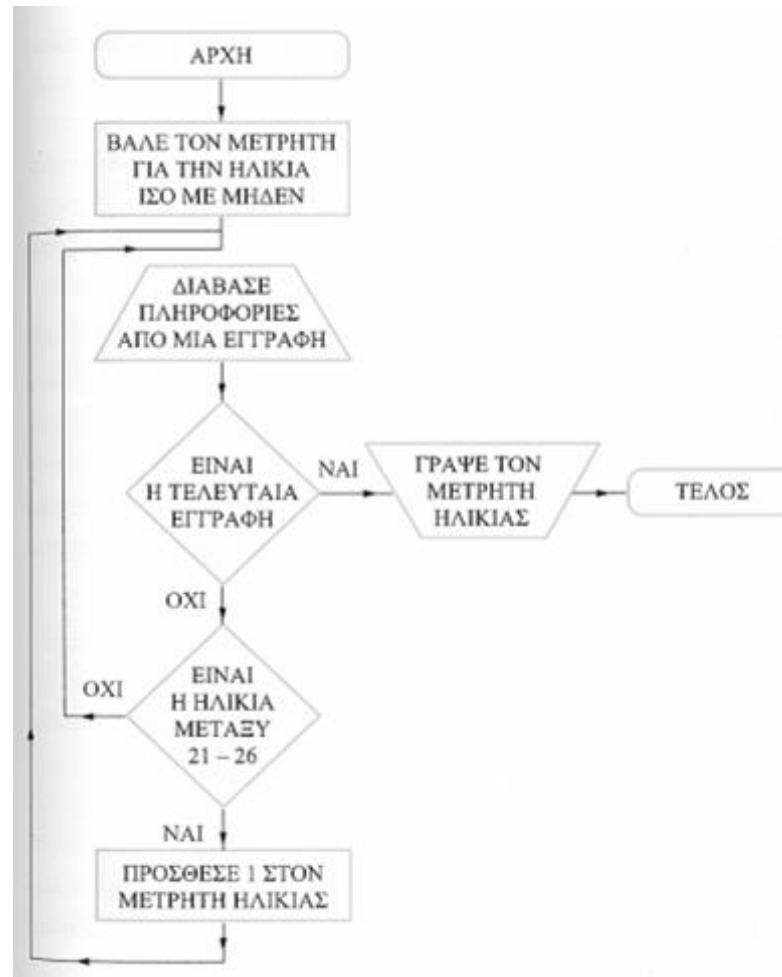 ΑΡΧΗ
ΒΑΛΕ ΤΟΝ ΜΕΤΡΗΤΗ
ΓΙΑ ΤΗΝ ΗΛΙΚΙΑ
ΙΣΟ ΜΕ ΜΗΔΕΝ
ΔΙΑΒΑΣΕ
ΠΛΗΡΟΦΟΡΙΕΣ
ΑΠΟ ΜΙΑ ΕΓΓΡΑΦΗ
ΕΙΝΑΙ
Η ΤΕΛΕΥΤΑΙΑ
ΕΓΓΡΑΦΗ
ΝΑΙ
ΓΡΑΨΕ ΤΟΝ
ΜΕΤΡΗΤΗ
ΗΛΙΚΙΑΣ
ΤΕΛΟΣ
ΟΧΙ
ΕΙΝΑΙ
Η ΗΛΙΚΙΑ
ΜΕΤΑΞΥ
21 – 26
ΟΧΙ
ΝΑΙ
ΠΡΟΣΘΕΣΕ 1 ΣΤΟΝ
ΜΕΤΡΗΤΗ ΗΛΙΚΙΑΣ